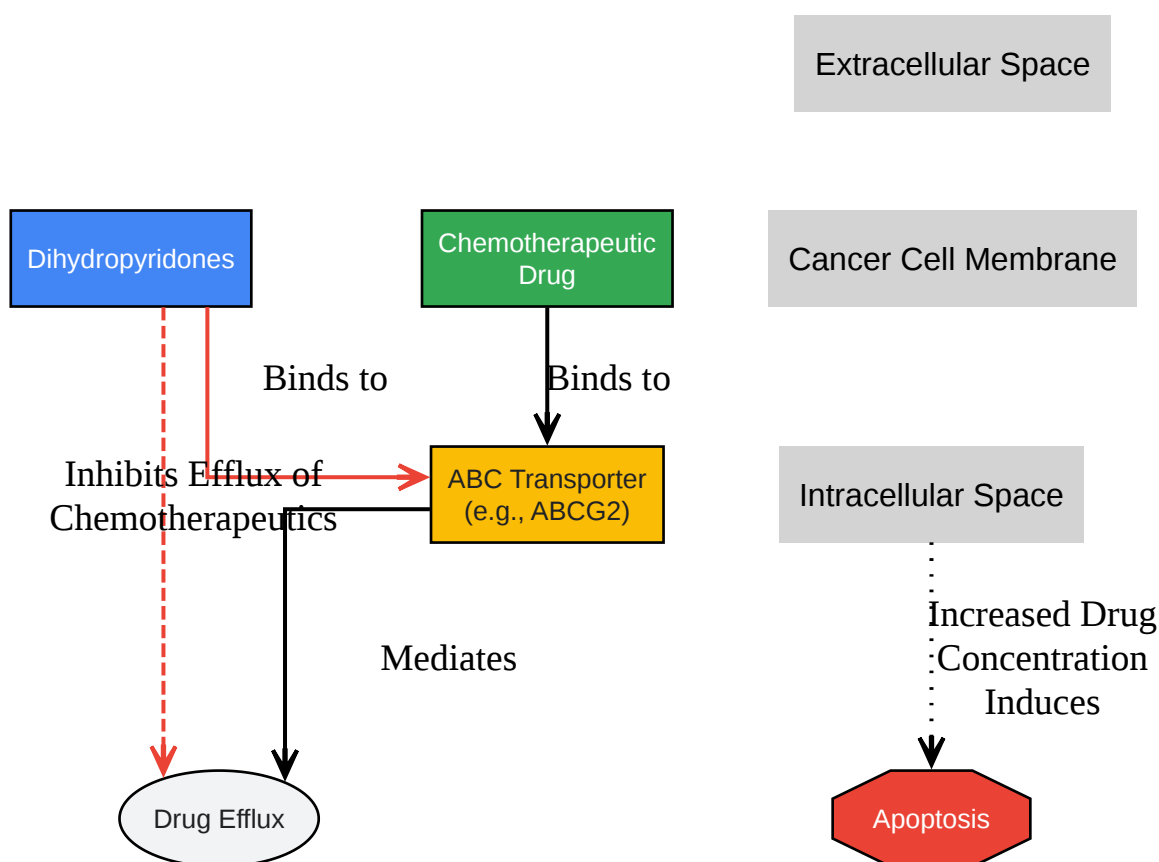 Extracellular Space
Dihydropyridones
Chemotherapeutic
Drug
Cancer Cell Membrane
Binds to
Binds to
Inhibits Efflux of
Chemotherapeutics
ABC Transporter
(e.g., ABCG2)
Intracellular Space
Mediates
Increased Drug
Concentration
Induces
Drug Efflux
Apoptosis